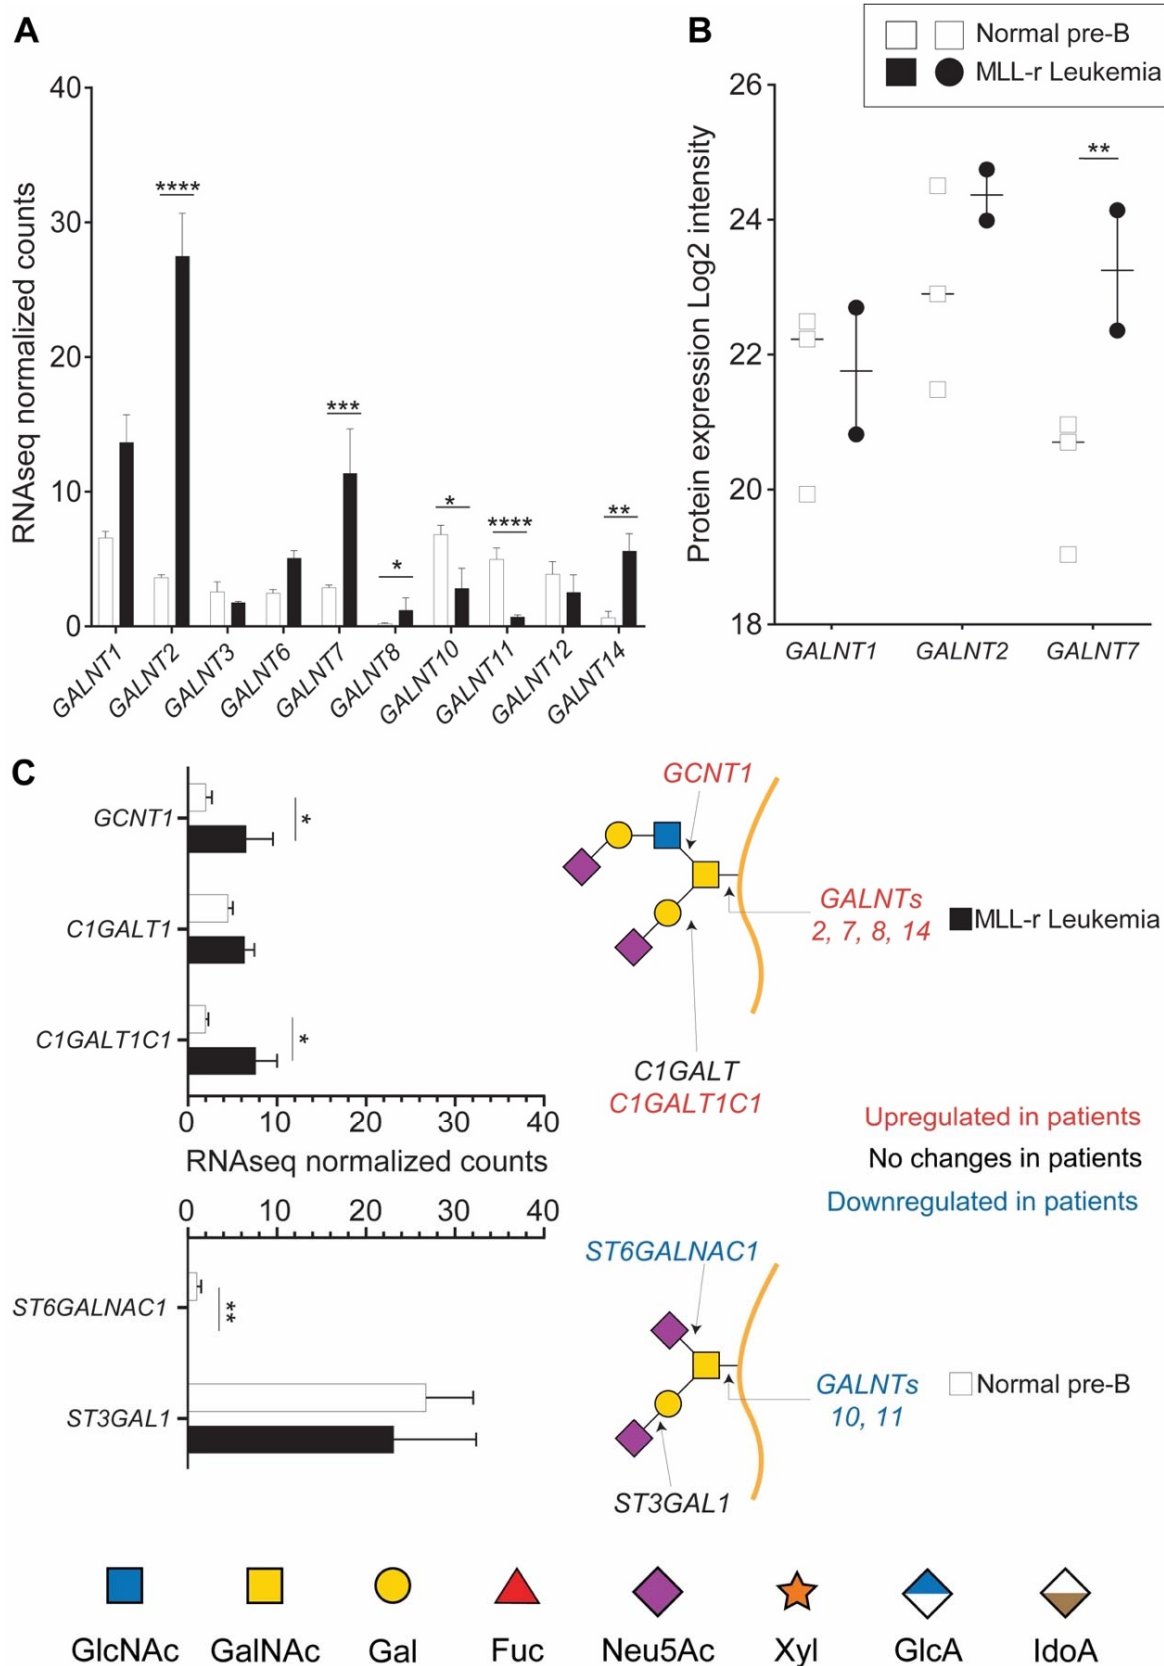 A
RNAseq normalized counts
40
30
20
10
0
****
***
*
*
****
**
GALNT1
GALNT2
GALNT3
GALNT6
GALNT7
GALNT8
GALNT10
GALNT11
GALNT12
GALNT14
B
Normal pre-B
MLL-r Leukemia
Protein expression Log2 intensity
26
24
22
20
18
**
GALNT1
GALNT2
GALNT7
C
GCNT1
*
C1GALT1
C1GALT1C1
*
0 10 20 30 40
RNAseq normalized counts
GCNT1
GALNTs
2, 7, 8, 14
MLL-r Leukemia
C1GALT
C1GALT1C1
Upregulated in patients
No changes in patients
Downregulated in patients
0 10 20 30 40
ST6GALNAC1
**
ST3GAL1
ST6GALNAC1
GALNTs
10, 11
Normal pre-B
ST3GAL1
GlcNAc GalNAc Gal Fuc Neu5Ac Xyl GlcA IdoA